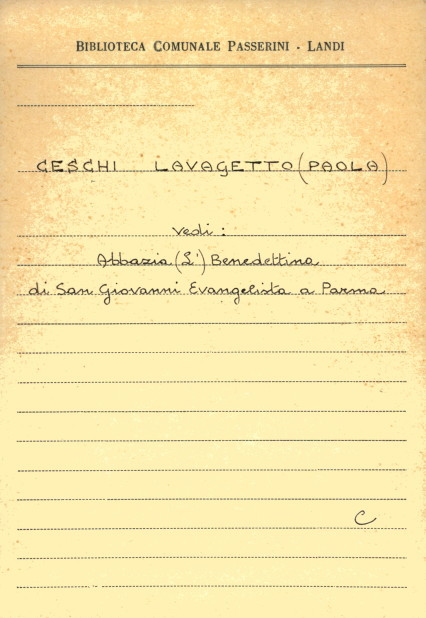 BIBLIOTECA COMUNALE PASSERINI - LANDI
CESCHI LAVAGETTO (PAOLA)
vedi :
Abbazia (L') Benedettina
di San Giovanni Evangelista a Parma
C